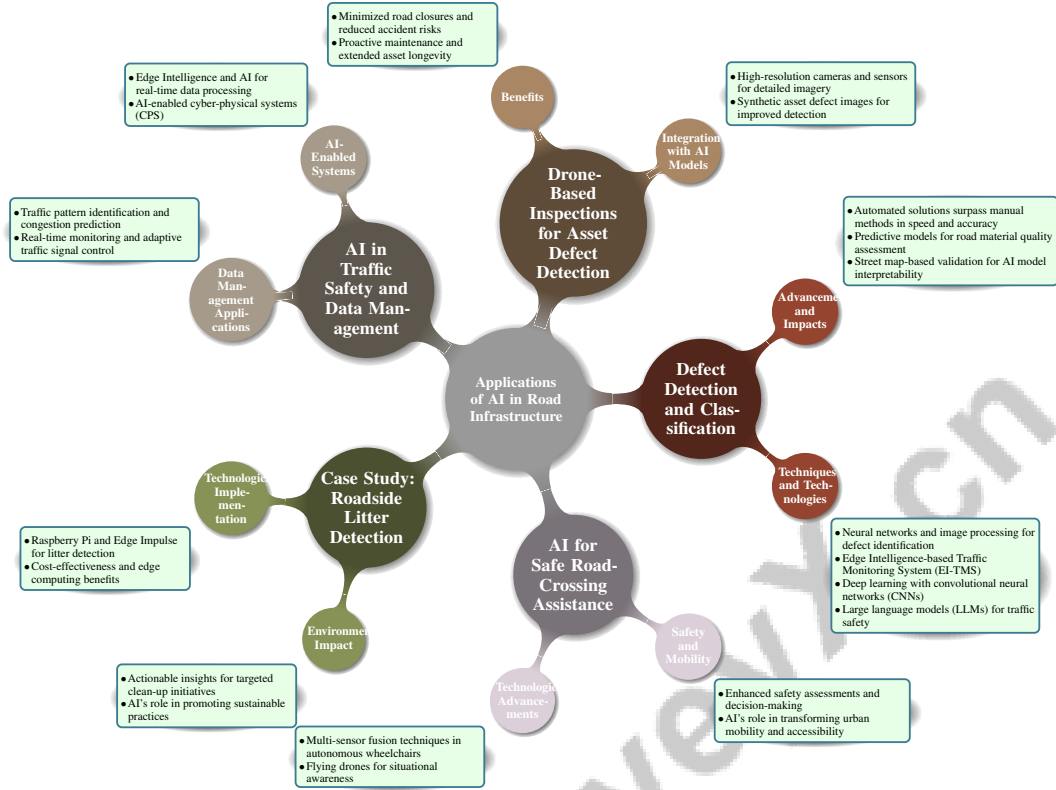 Applications
of AI in Road
Infrastructure
Drone-
Based
Inspections
for Asset
Defect
Detection
Benefits
• Minimized road closures and
reduced accident risks
• Proactive maintenance and
extended asset longevity
Integration
with AI
Models
• High-resolution cameras and sensors
for detailed imagery
• Synthetic asset defect images for
improved detection
AI in
Traffic
Safety and
Data Man-
agement
AI-
Enabled
Systems
• Edge Intelligence and AI for
real-time data processing
• AI-enabled cyber-physical systems
(CPS)
Data
Man-
agement
Appli-
cations
• Traffic pattern identification and
congestion prediction
• Real-time monitoring and adaptive
traffic signal control
Defect
Detection
and Clas-
sification
Advanceme
and
Impacts
• Automated solutions surpass manual
methods in speed and accuracy
• Predictive models for road material quality
assessment
• Street map-based validation for AI model
interpretability
Techniques
and Tech-
nologies
• Neural networks and image processing for
defect identification
• Edge Intelligence-based Traffic
Monitoring System (EI-TMS)
• Deep learning with convolutional neural
networks (CNNs)
• Large language models (LLMs) for traffic
safety
Case Study:
Roadside
Litter
Detection
Technologic
Imple-
mentation
• Raspberry Pi and Edge Impulse
for litter detection
• Cost-effectiveness and edge
computing benefits
Environmen
Impact
• Actionable insights for targeted
clean-up initiatives
• AI's role in promoting sustainable
practices
AI for
Safe Road-
Crossing
Assistance
Safety
and
Mobility
• Enhanced safety assessments and
decision-making
• AI's role in transforming urban
mobility and accessibility
Technologic
Advance-
ments
• Multi-sensor fusion techniques in
autonomous wheelchairs
• Flying drones for situational
awareness